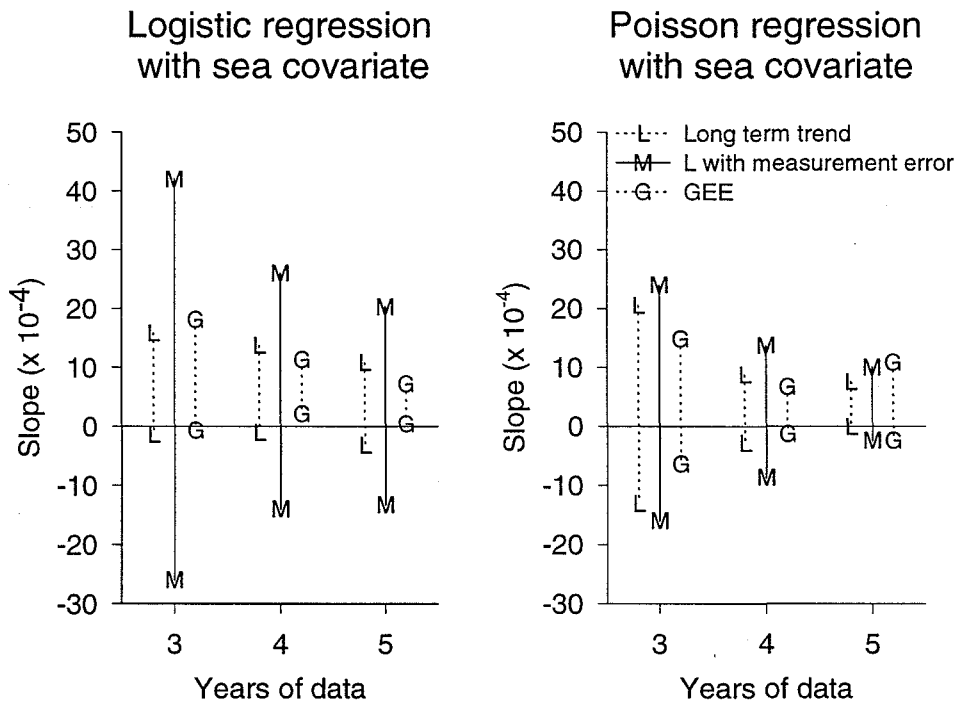 Logistic regression
with sea covariate
Slope (x 10-4)
50
40
30
20
10
0
-10
-20
-30
M
M
M
G
L
L
G
L
G
L
G
L
G
L
G
M
M
M
3 4 5
Years of data
Poisson regression
with sea covariate
L Long term trend
M L with measurement error
G GEE
Slope (x 10-4)
50
40
30
20
10
0
-10
-20
-30
M
L
G
M
L
G
G
M
L
L
G
L
M
G
G
M
L
M
3 4 5
Years of data